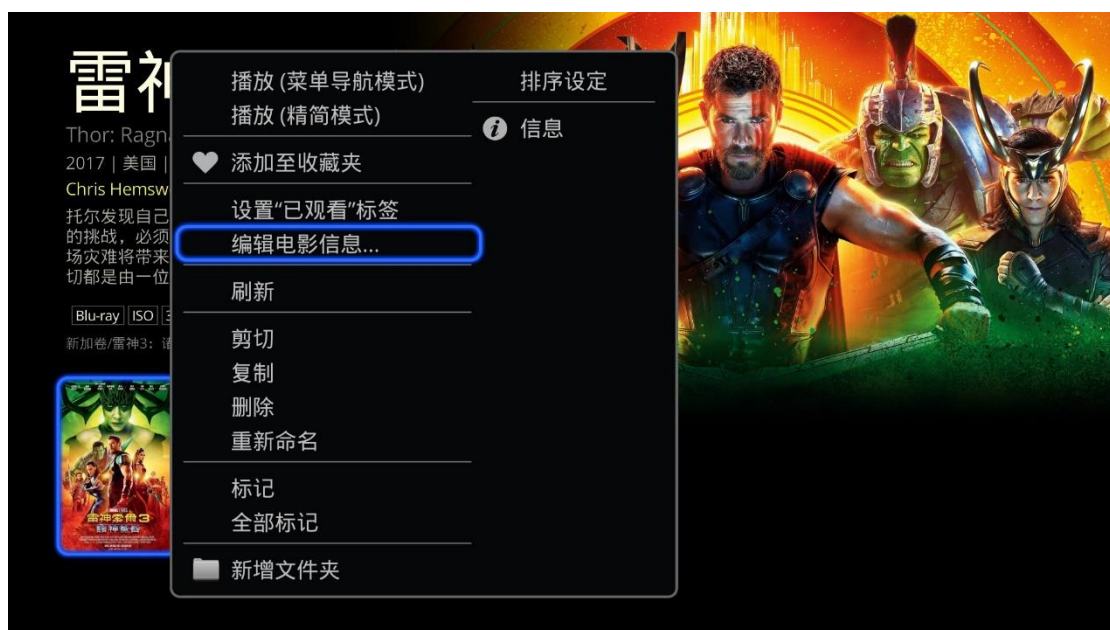 雷神
Thor: Ragn
2017 | 美国 |
Chris Hemsw
托尔发现自己
的挑战，必须
场灾难将带来
切都是由一位
Blu-ray ISO 3
新加卷/雷神3：诸
雷神索尔3
播放 (菜单导航模式)
播放 (精简模式)
添加至收藏夹
设置“已观看”标签
编辑电影信息...
刷新
剪切
复制
删除
重新命名
标记
全部标记
新增文件夹
排序设定
信息